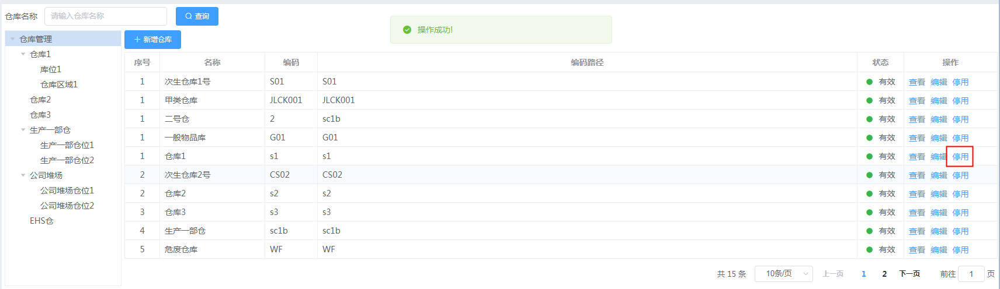 仓库名称 请输入仓库名称 查询
操作成功!
仓库管理
仓库1
库位1
仓库区域1
仓库2
仓库3
生产一部仓
生产一部仓位1
生产一部仓位2
公司堆场
公司堆场仓位1
公司堆场仓位2
EHS仓
新增仓库
序号 名称 编码 编码路径 状态 操作
1 次生仓库1号 S01 S01 有效 查看 编辑 停用
1 甲类仓库 JLCK001 JLCK001 有效 查看 编辑 停用
1 二号仓 2 sc1b 有效 查看 编辑 停用
1 一般物品库 G01 G01 有效 查看 编辑 停用
1 仓库1 s1 s1 有效 查看 编辑 停用
2 次生仓库2号 CS02 CS02 有效 查看 编辑 停用
2 仓库2 s2 s2 有效 查看 编辑 停用
3 仓库3 s3 s3 有效 查看 编辑 停用
4 生产一部仓 sc1b sc1b 有效 查看 编辑 停用
5 危废仓库 WF WF 有效 查看 编辑 停用
共 15 条 10条/页 上一页 1 2 下一页 前往 1 页